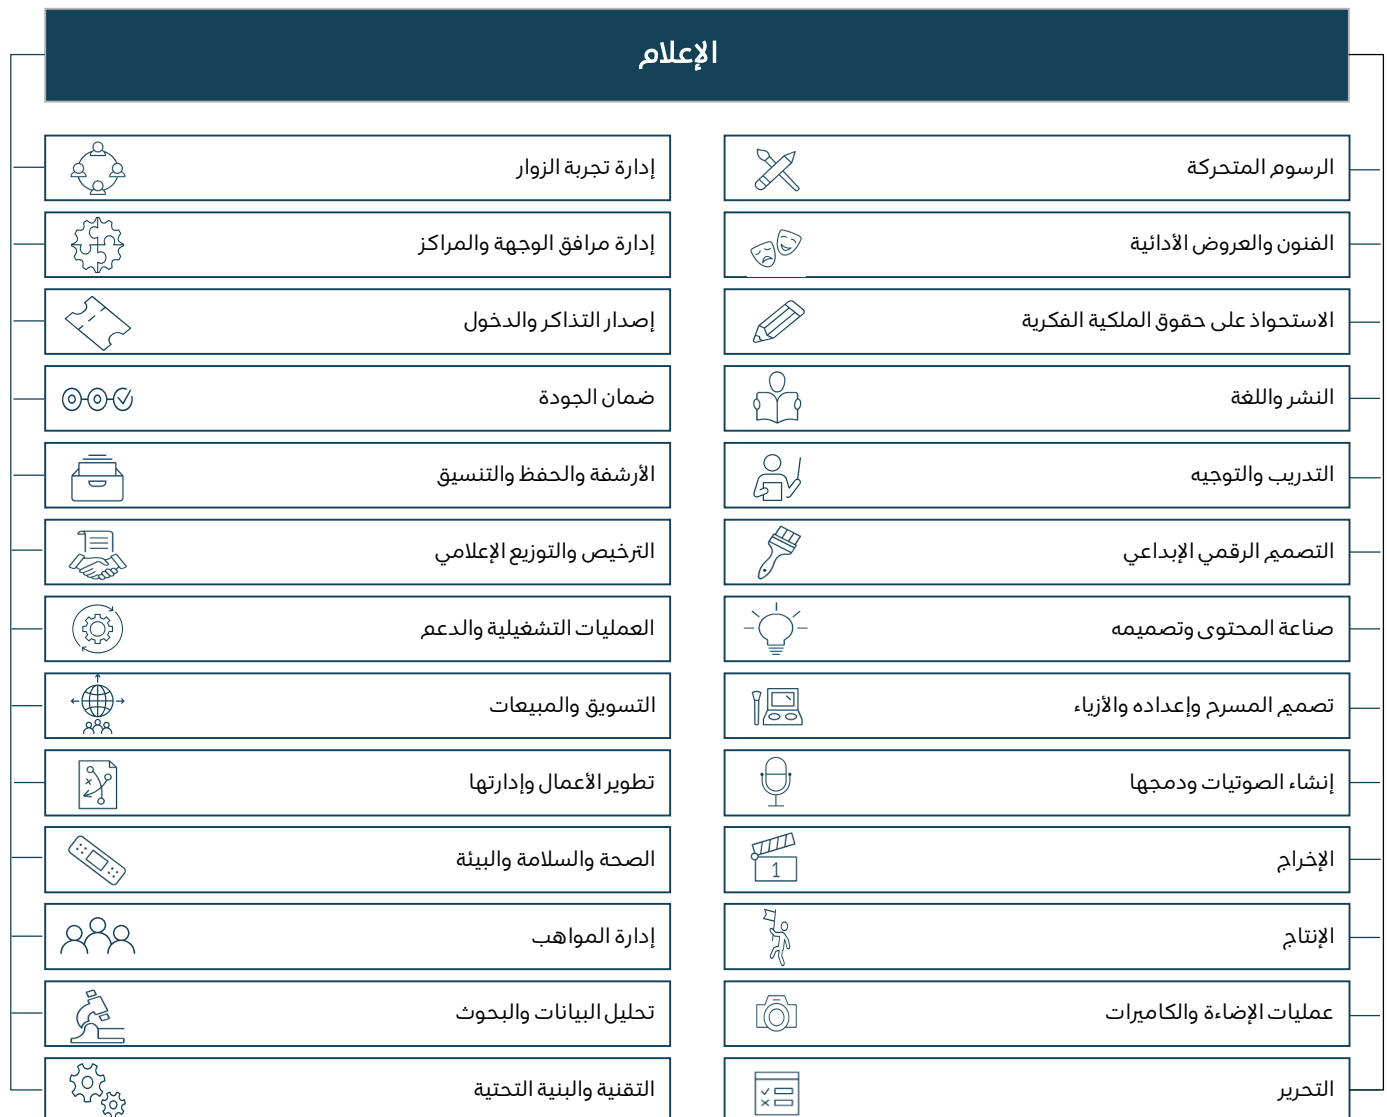 الإعلام
الرسوم المتحركة
الفنون والعروض الأدائية
الاستحواذ على حقوق الملكية الفكرية
النشر واللغة
التدريب والتوجيه
التصميم الرقمي الإبداعي
صناعة المحتوى وتصميمه
تصميم المسرح وإعداده والأزياء
إنشاء الصوتيات ودمجها
الإخراج
1
الإنتاج
عمليات الإضاءة والكاميرات
التحرير
إدارة تجربة الزوار
إدارة مرافق الوجهة والمراكز
إصدار التذاكر والدخول
ضمان الجودة
الأرشفة والحفظ والتنسيق
الترخيص والتوزيع الإعلامي
العمليات التشغيلية والدعم
التسويق والمبيعات
تطوير الأعمال وإدارتها
الصحة والسلامة والبيئة
إدارة المواهب
تحليل البيانات والبحوث
التقنية والبنية التحتية